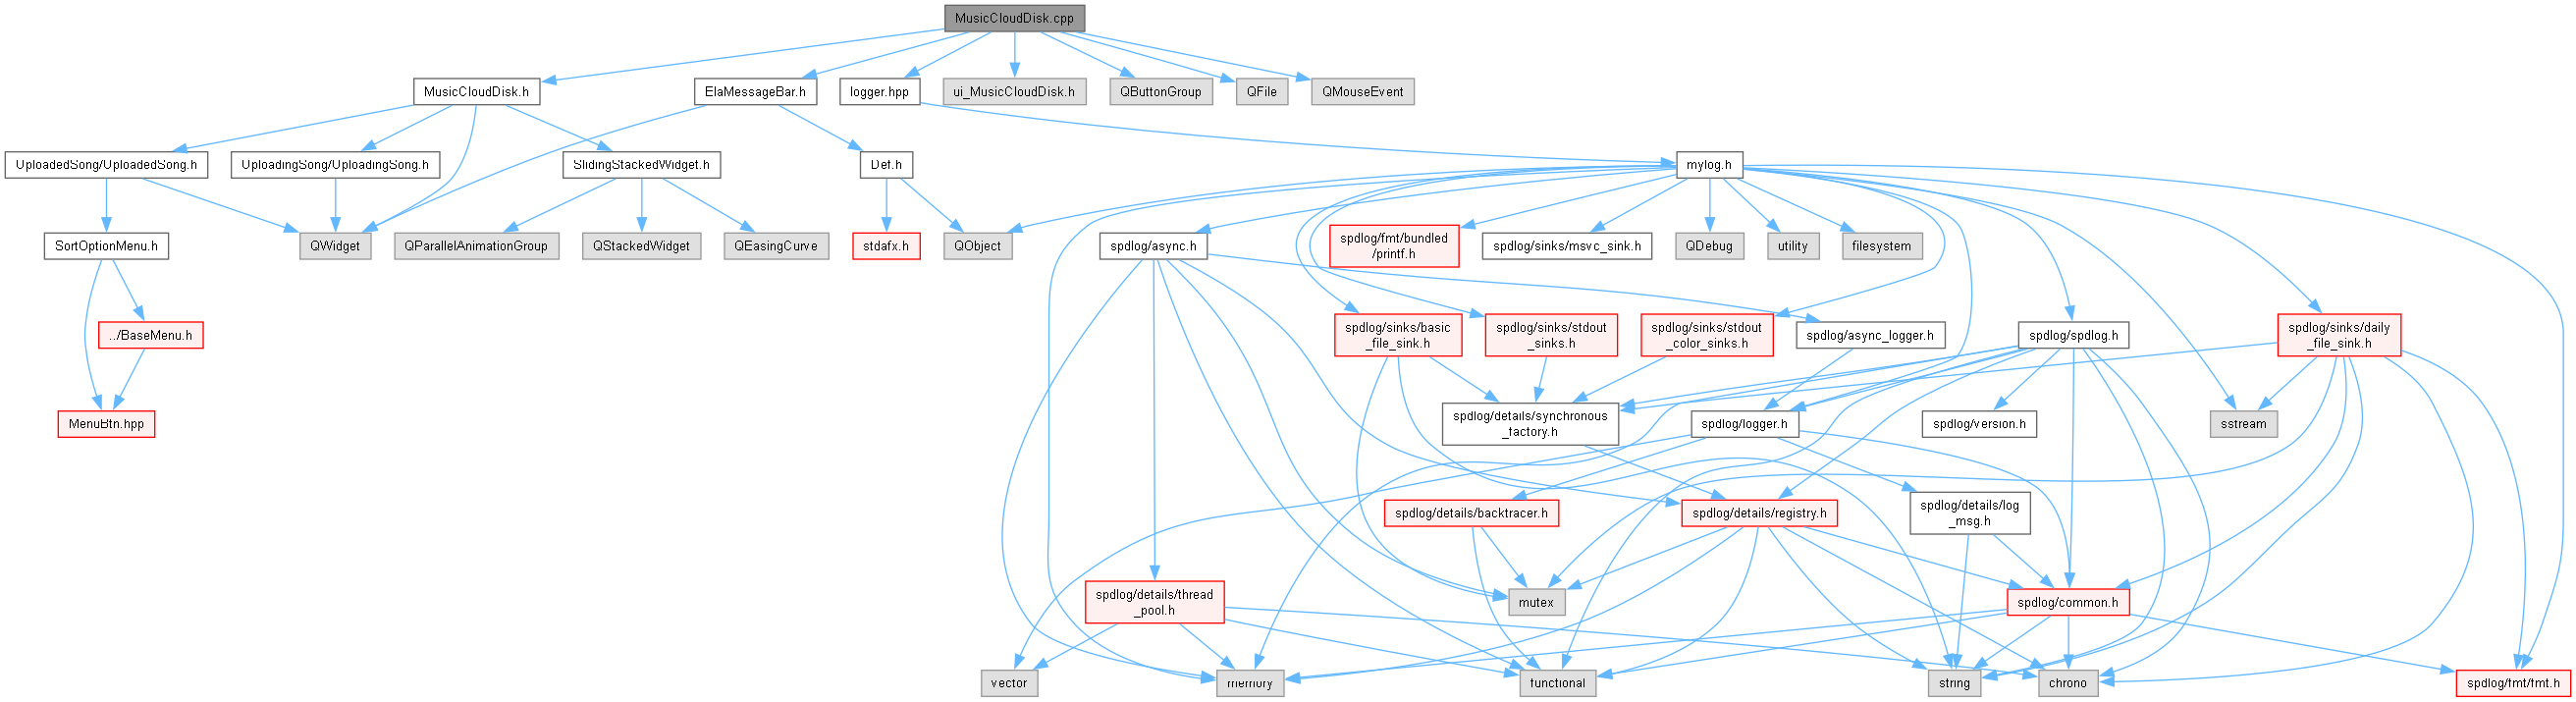 MusicCloudDisk.cpp
MusicCloudDisk.h
ElaMessageBar.h
logger.hpp
ui_MusicCloudDisk.h
QButtonGroup
QFile
QMouseEvent
UploadedSong/UploadedSong.h
UploadingSong/UploadingSong.h
SlidingStackedWidget.h
Def.h
mylog.h
SortOptionMenu.h
QWidget
QParallelAnimationGroup
QStackedWidget
QEasingCurve
stdafx.h
QObject
spdlog/async.h
spdlog/fmt/bundled
/printf.h
spdlog/sinks/msvc_sink.h
QDebug
utility
filesystem
../BaseMenu.h
spdlog/sinks/basic
_file_sink.h
spdlog/sinks/stdout
_sinks.h
spdlog/sinks/stdout
_color_sinks.h
spdlog/async_logger.h
spdlog/spdlog.h
spdlog/sinks/daily
_file_sink.h
MenuBtn.hpp
spdlog/details/synchronous
_factory.h
spdlog/logger.h
spdlog/version.h
sstream
spdlog/details/backtracer.h
spdlog/details/registry.h
spdlog/details/log
_msg.h
spdlog/details/thread
_pool.h
mutex
spdlog/common.h
vector
memory
functional
string
chrono
spdlog/fmt/fmt.h